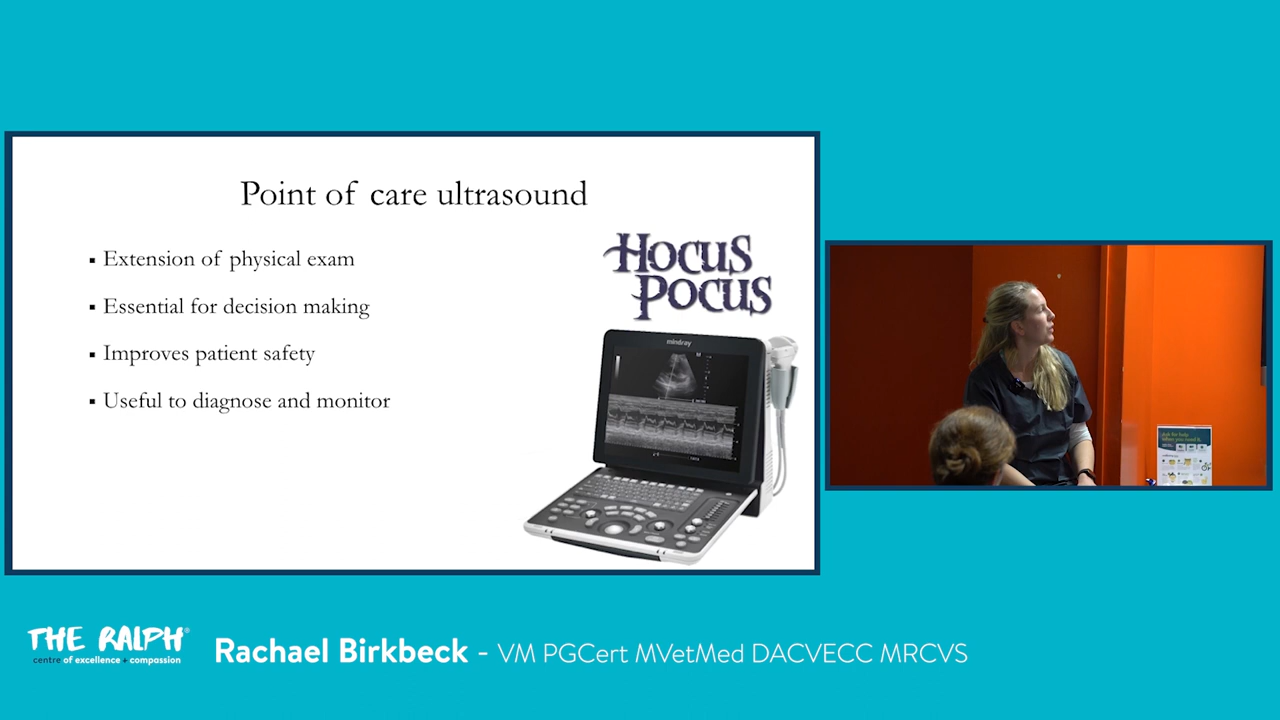 Point of care ultrasound
▪ Extension of physical exam
▪ Essential for decision making
▪ Improves patient safety
▪ Useful to diagnose and monitor
HOCUS
POCUS
mindray
THE RALPH®
centre of excellence + compassion
Rachael Birkbeck - VM PGCert MVetMed DACVECC MRCVS